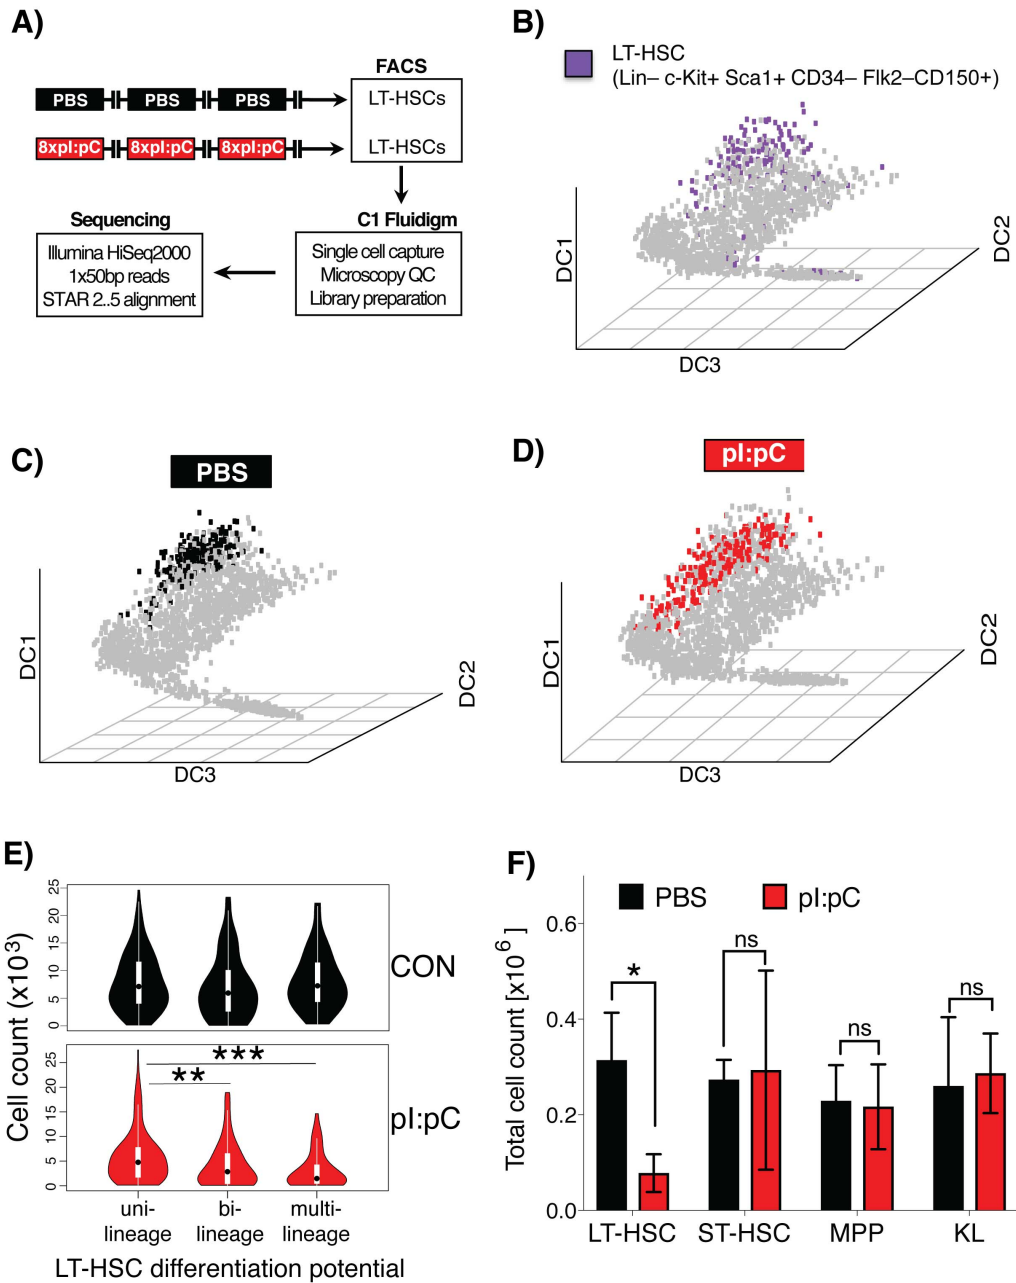 A)
FACS
PBS PBS PBS
LT-HSCs
8xpI:pC 8xpI:pC 8xpI:pC
LT-HSCs
Sequencing
Illumina HiSeq2000
1x50bp reads
STAR 2..5 alignment
C1 Fluidigm
Single cell capture
Microscopy QC
Library preparation
B)
LT-HSC
(Lin– c-Kit+ Sca1+ CD34– Flk2–CD150+)
DC1
DC2
DC3
C)
PBS
DC1
DC2
DC3
D)
pI:pC
DC1
DC2
DC3
E)
Cell count (x103)
25
20
15
10
5
0
CON
25
20
15
10
5
0
***
**
pI:pC
uni-
lineage
bi-
lineage
multi-
lineage
LT-HSC differentiation potential
F)
PBS
pI:pC
Total cell count [x106 ]
0.6
0.4
0.2
0.0
*
ns
ns
ns
LT-HSC
ST-HSC
MPP
KL